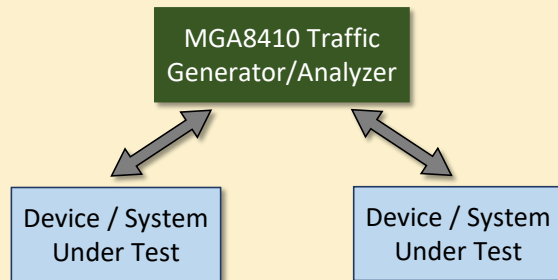 MGA8410 Traffic
Generator/Analyzer
Device / System
Under Test
Device / System
Under Test